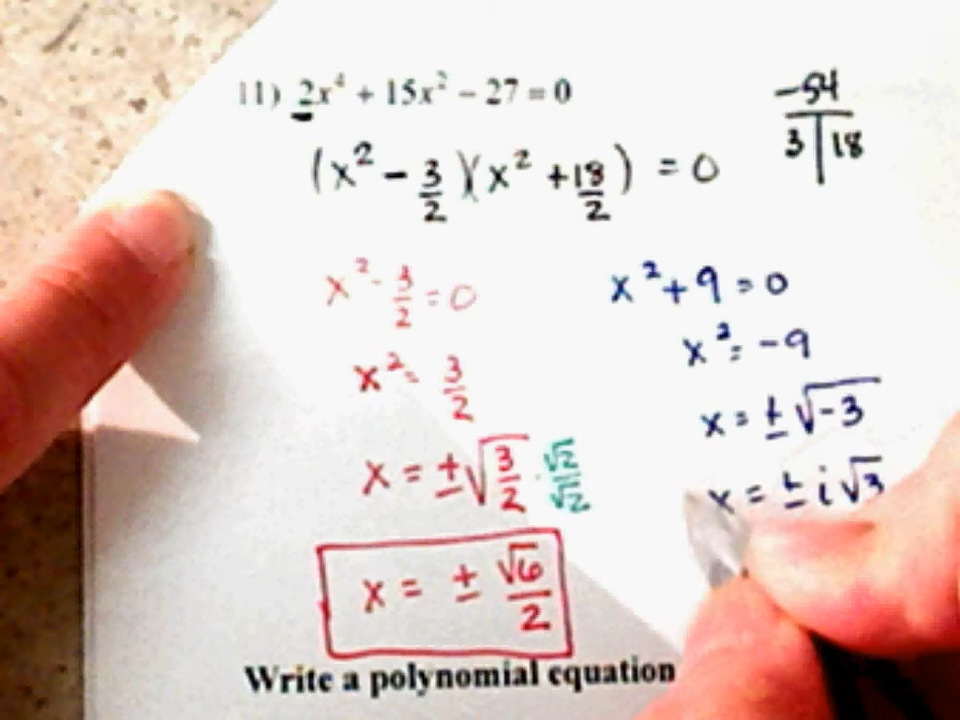 11) 2x⁴ + 15x² − 27 = 0
−54
3 | 18
(x² − 3/2)(x² + 18/2) = 0
x² - 3/2 = 0
x² = 3/2
x = ±√(3/2) · √2/√2
x = ± √6/2
x² + 9 = 0
x² = −9
x = ±√−3
x = ± i√3
Write a polynomial equation